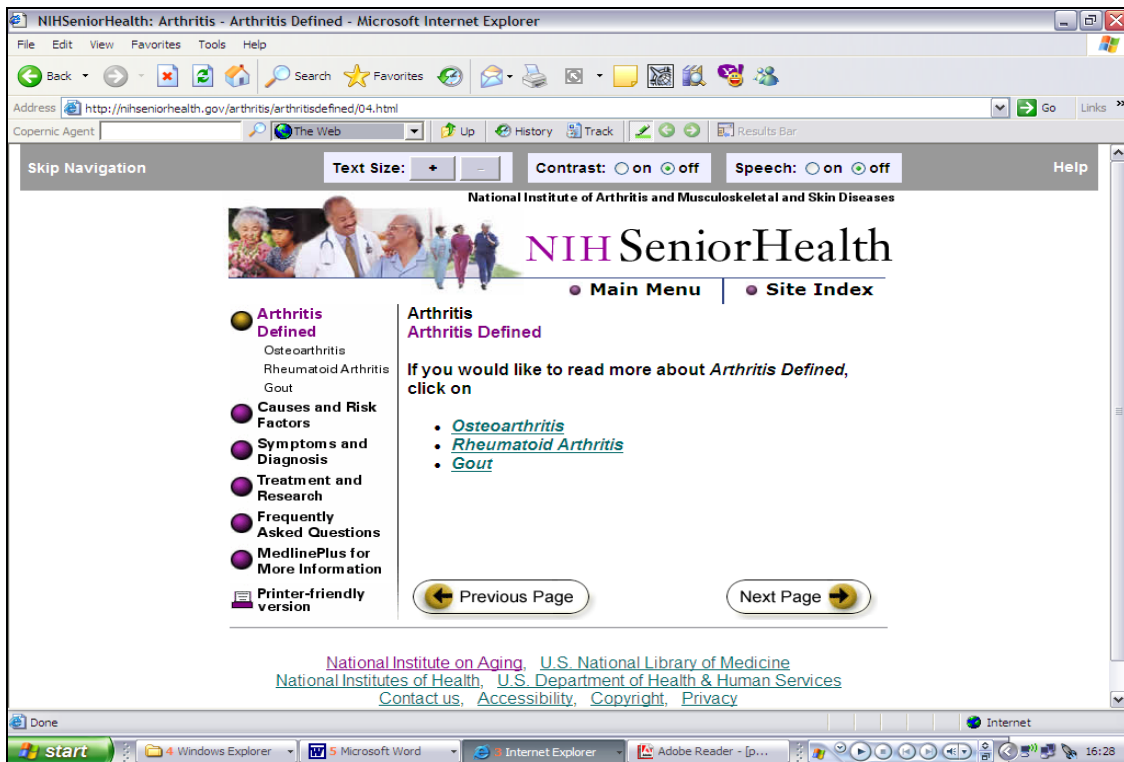 NIHSeniorHealth: Arthritis - Arthritis Defined - Microsoft Internet Explorer
File Edit View Favorites Tools Help
Back Search Favorites
Address http://nihseniorhealth.gov/arthritis/arthritisdefined/04.html Go Links »
Copernic Agent The Web Up History Track Results Bar
Skip Navigation Text Size: + - Contrast: on off Speech: on off Help
National Institute of Arthritis and Musculoskeletal and Skin Diseases
NIH SeniorHealth
Main Menu Site Index
Arthritis
Defined
Osteoarthritis
Rheumatoid Arthritis
Gout
Causes and Risk
Factors
Symptoms and
Diagnosis
Treatment and
Research
Frequently
Asked Questions
MedlinePlus for
More Information
Printer-friendly
version
Arthritis
Arthritis Defined
If you would like to read more about Arthritis Defined,
click on
• Osteoarthritis
• Rheumatoid Arthritis
• Gout
Previous Page Next Page
National Institute on Aging, U.S. National Library of Medicine
National Institutes of Health, U.S. Department of Health & Human Services
Contact us, Accessibility, Copyright, Privacy
Done Internet
start 4 Windows Explorer 5 Microsoft Word Internet Explorer Adobe Reader - [p... 16:28